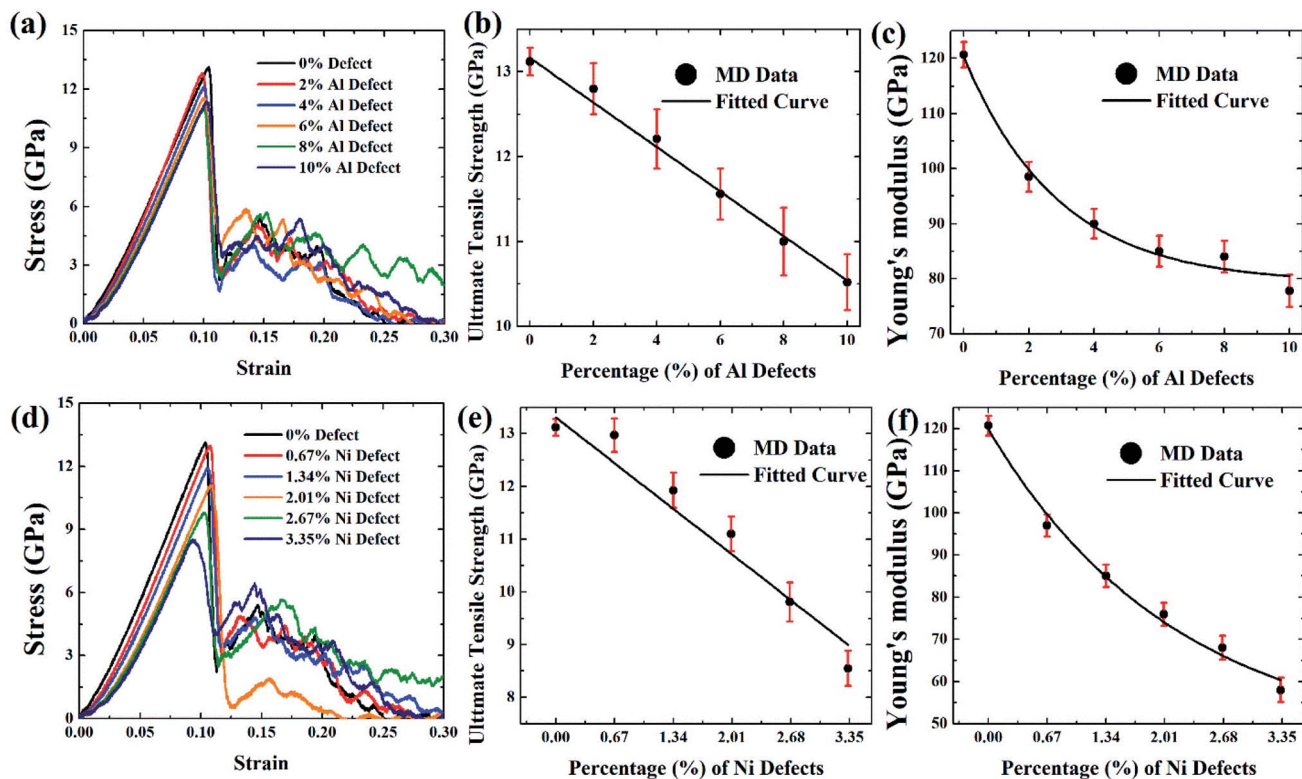 (a)
15
12
9
6
3
0
0.00 0.05 0.10 0.15 0.20 0.25 0.30
Stress (GPa)
Strain
0% Defect
2% Al Defect
4% Al Defect
6% Al Defect
8% Al Defect
10% Al Defect
(b)
13
12
11
10
0 2 4 6 8 10
Ulttmate Tensile Strength (GPa)
Percentage (%) of Al Defects
MD Data
Fitted Curve
(c)
120
110
100
90
80
70
0 2 4 6 8 10
Young's modulus (GPa)
Percentage (%) of Al Defects
MD Data
Fitted Curve
(d)
15
12
9
6
3
0
0.00 0.05 0.10 0.15 0.20 0.25 0.30
Stress (GPa)
Strain
0% Defect
0.67% Ni Defect
1.34% Ni Defect
2.01% Ni Defect
2.67% Ni Defect
3.35% Ni Defect
(e)
13
12
11
10
9
8
0.00 0.67 1.34 2.01 2.68 3.35
Ulttmate Tensile Strength (GPa)
Percentage (%) of Ni Defects
MD Data
Fitted Curve
(f)
120
110
100
90
80
70
60
50
0.00 0.67 1.34 2.01 2.68 3.35
Young's modulus (GPa)
Percentage (%) of Ni Defects
MD Data
Fitted Curve